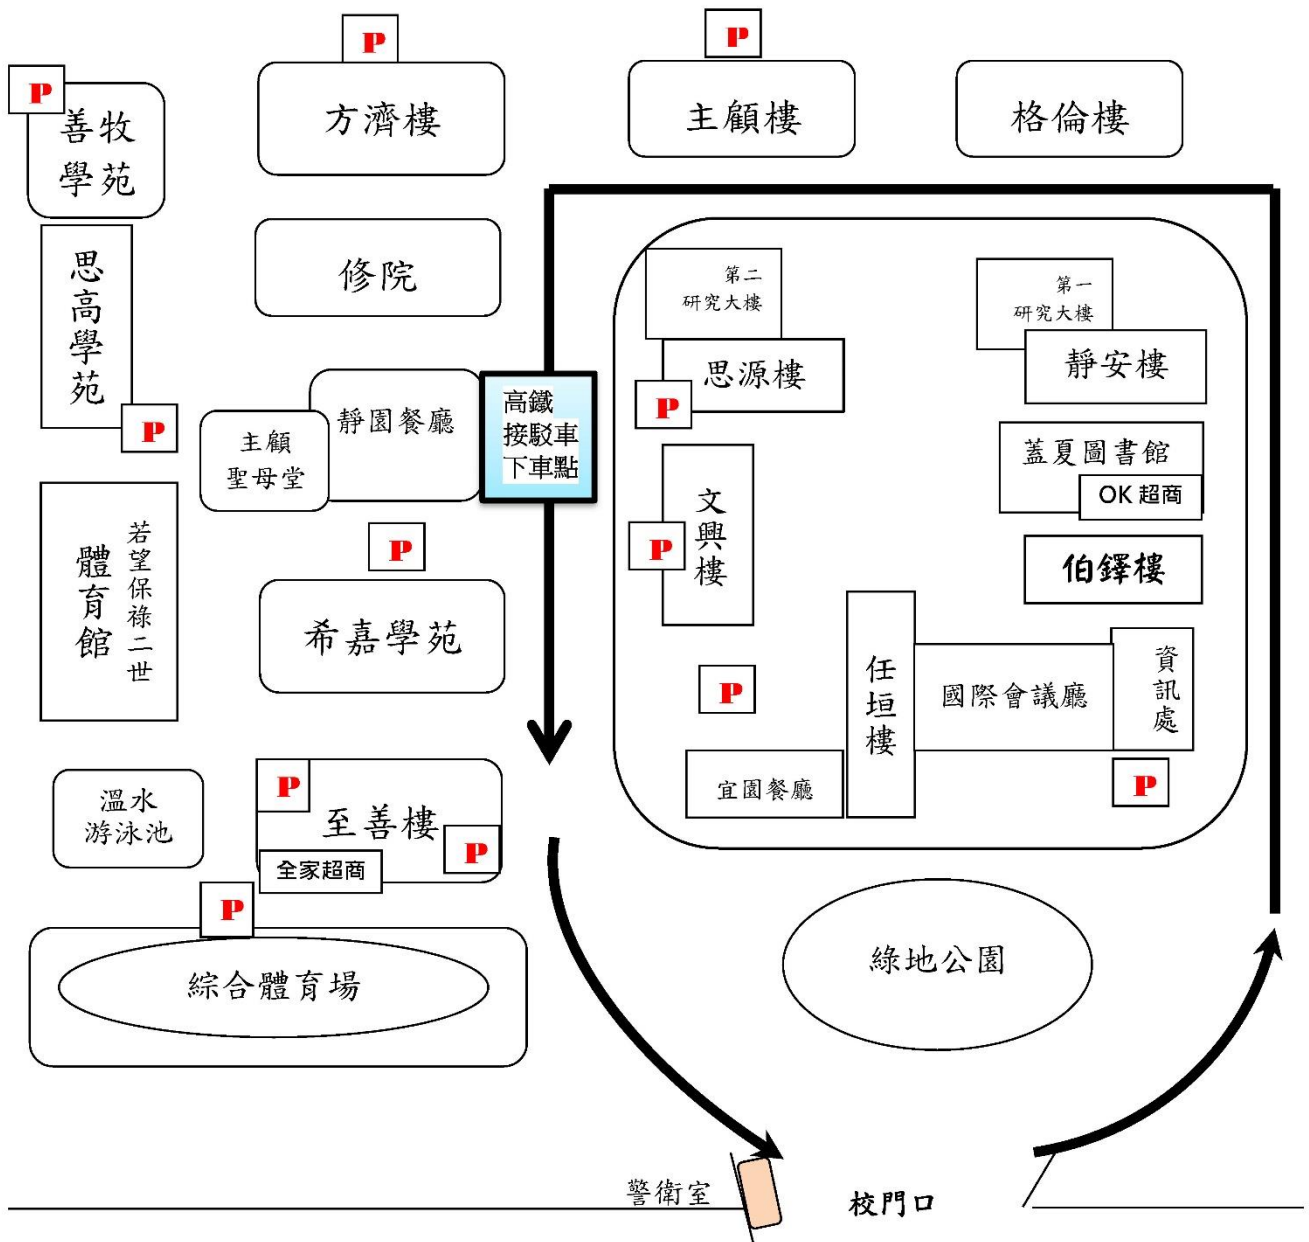 P
P
P
善牧
學苑
方濟樓
主顧樓
格倫樓
思高學苑
P
修院
第二
研究大樓
第一
研究大樓
思源樓
P
靜安樓
靜園餐廳
主顧
聖母堂
高鐵
接駁車
下車點
蓋夏圖書館
OK 超商
文興樓
P
伯鐸樓
若望保祿二世
體育館
P
希嘉學苑
任垣樓
國際會議廳
資訊處
P
P
宜園餐廳
溫水
游泳池
P
至善樓
P
全家超商
P
綜合體育場
綠地公園
警衛室
校門口